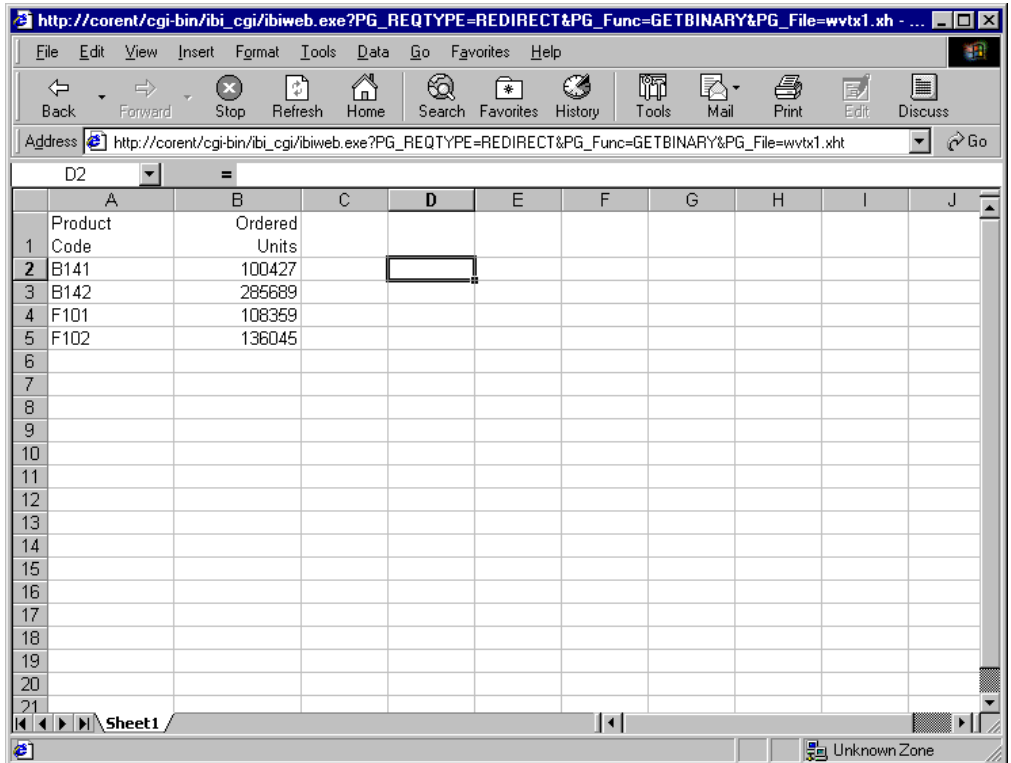 http://corent/cgi-bin/ibi_cgi/ibiweb.exe?PG_REQTYPE=REDIRECT&PG_Func=GETBINARY&PG_File=wvtx1.xh - ...
File Edit View Insert Format Tools Data Go Favorites Help
Back Forward Stop Refresh Home Search Favorites History Tools Mail Print Edit Discuss
Address http://corent/cgi-bin/ibi_cgi/ibiweb.exe?PG_REQTYPE=REDIRECT&PG_Func=GETBINARY&PG_File=wvtx1.xht Go
D2 =
A B C D E F G H I J
Product Ordered
1 Code Units
2 B141 100427
3 B142 285689
4 F101 108359
5 F102 136045
6
7
8
9
10
11
12
13
14
15
16
17
18
19
20
21
Sheet1
Unknown Zone